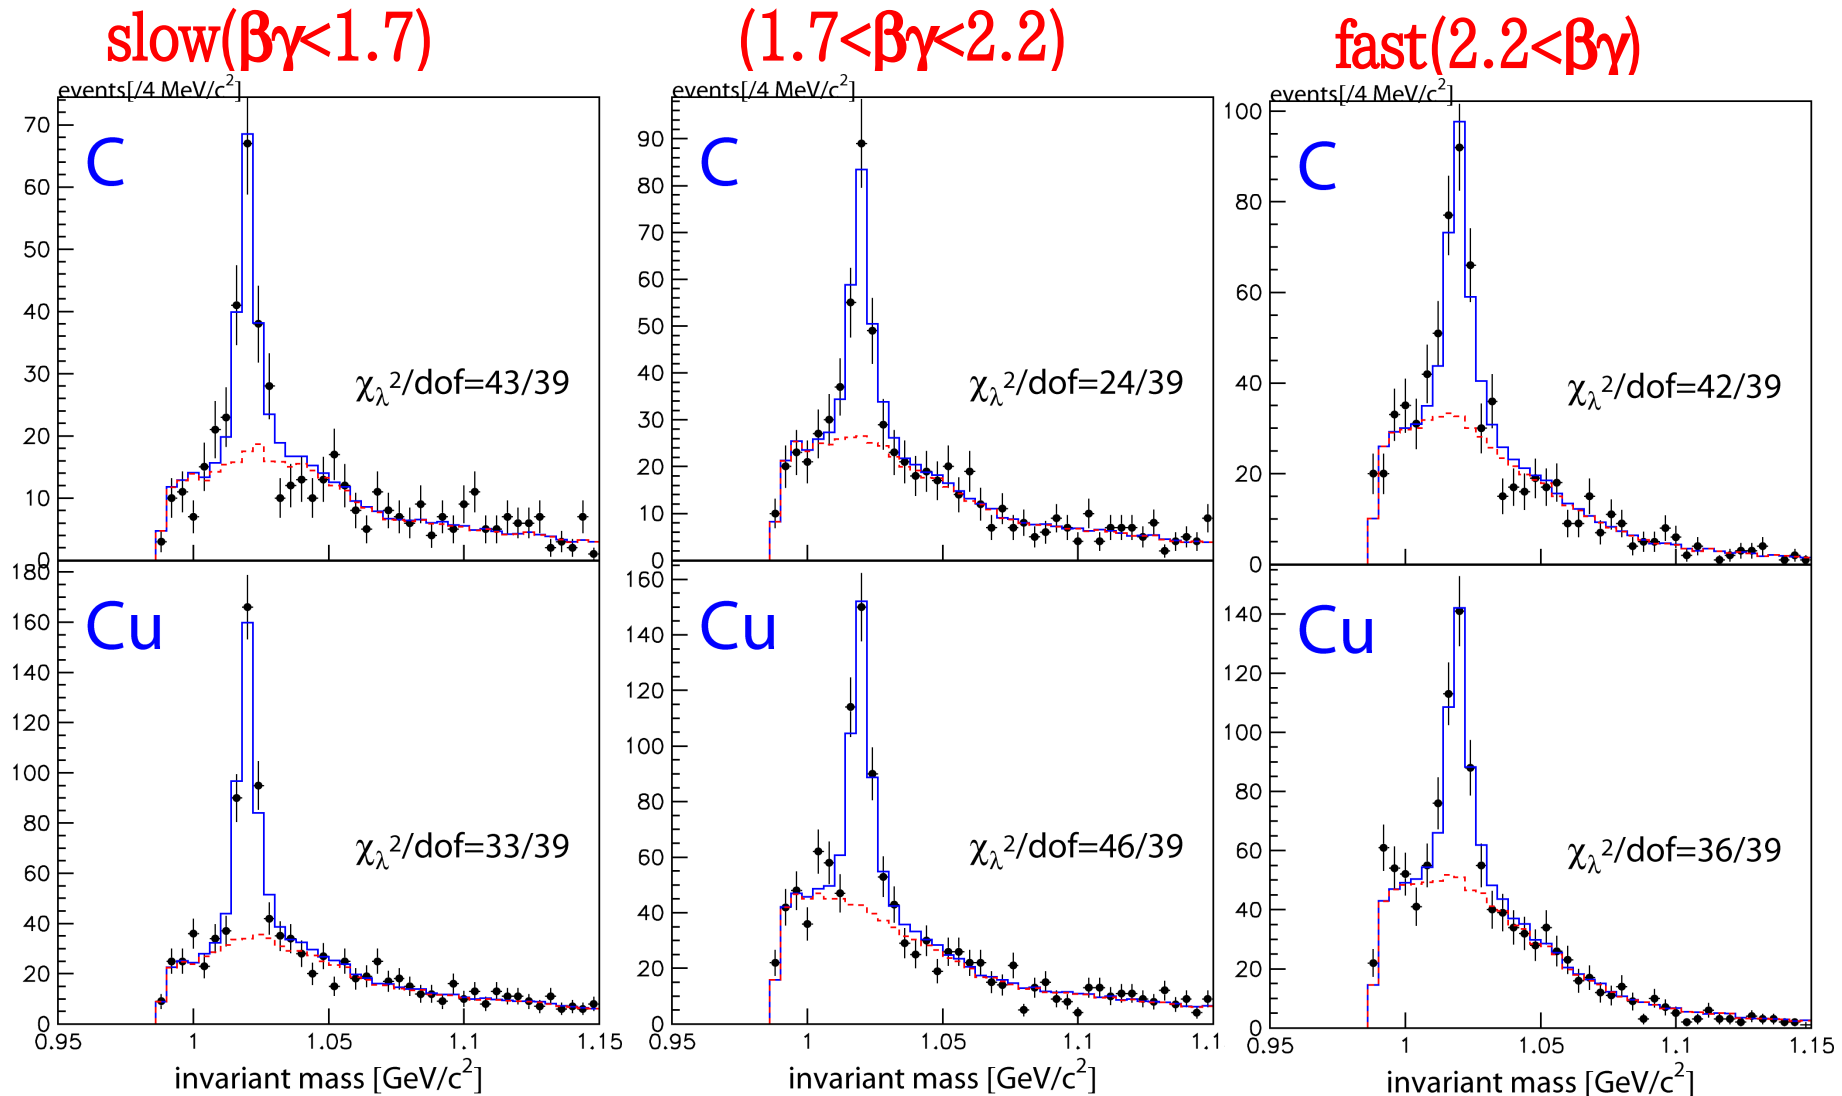 slow(βγ<1.7)
(1.7<βγ<2.2)
fast(2.2<βγ)
events[/4 MeV/c²]
events[/4 MeV/c²]
events[/4 MeV/c²]
C
70
60
50
40
30
20
10
0
χλ²/dof=43/39
C
90
80
70
60
50
40
30
20
10
0
χλ²/dof=24/39
C
100
80
60
40
20
0
χλ²/dof=42/39
Cu
180
160
140
120
100
80
60
40
20
0
χλ²/dof=33/39
0.95 1 1.05 1.1 1.15
invariant mass [GeV/c²]
Cu
160
140
120
100
80
60
40
20
0
χλ²/dof=46/39
0.95 1 1.05 1.1 1.1
invariant mass [GeV/c²]
Cu
140
120
100
80
60
40
20
0
χλ²/dof=36/39
0.95 1 1.05 1.1 1.15
invariant mass [GeV/c²]